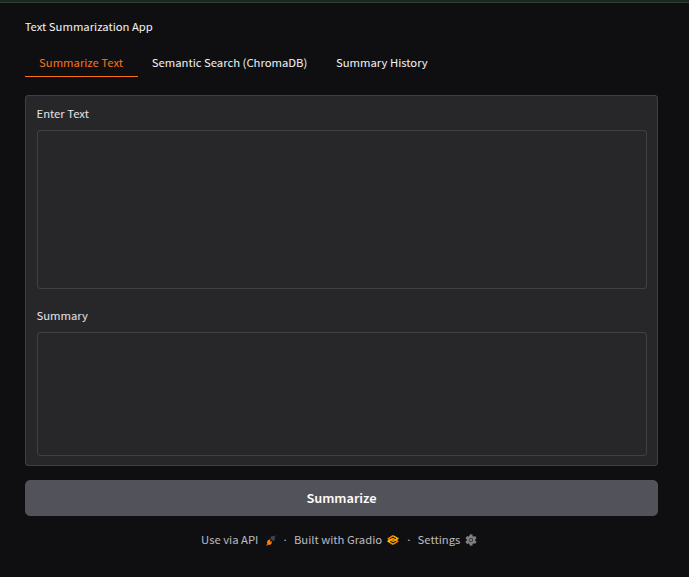 Text Summarization App
Summarize Text Semantic Search (ChromaDB) Summary History
Enter Text
Summary
Summarize
Use via API · Built with Gradio · Settings